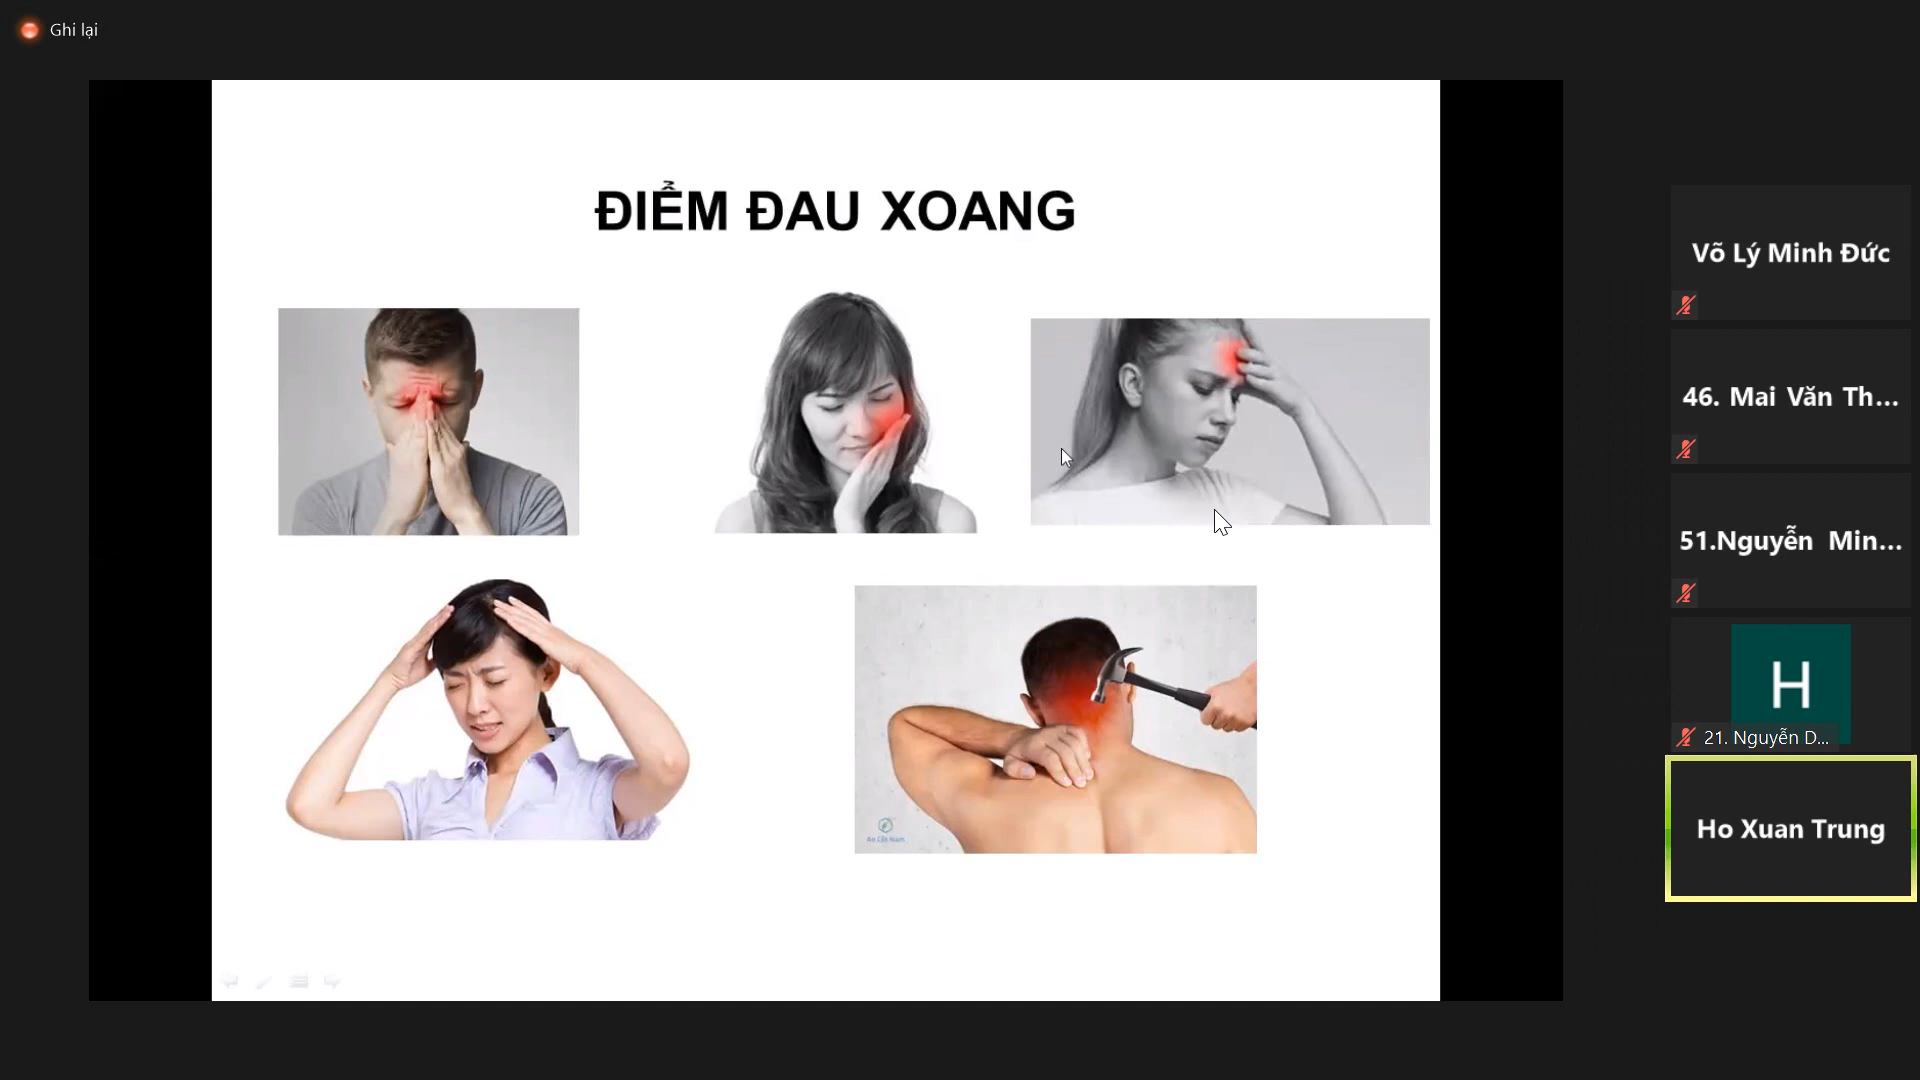 Ghi lại
ĐIỂM ĐAU XOANG
Võ Lý Minh Đức
46. Mai Văn Th...
51.Nguyễn Min...
H
21. Nguyễn D...
Ho Xuan Trung